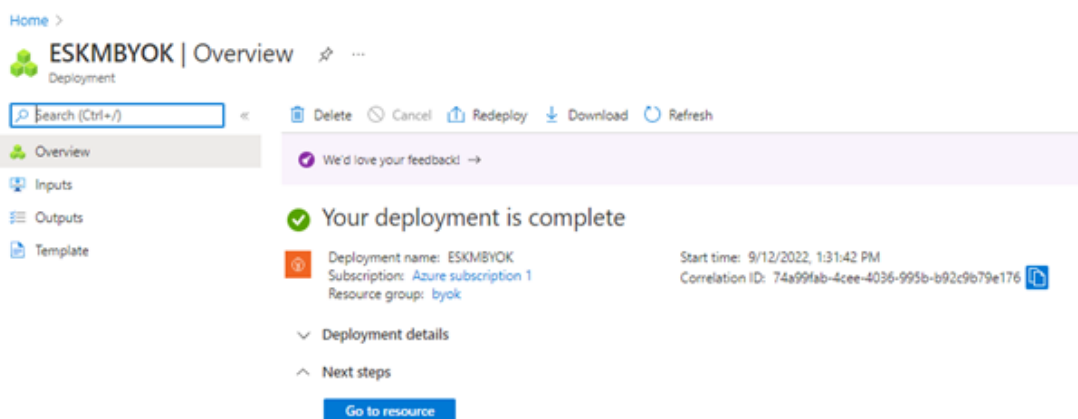 Home >
ESKMBYOK | Overview ...
Deployment
Search (Ctrl+/) «
Delete Cancel Redeploy Download Refresh
Overview
Inputs
Outputs
Template
We'd love your feedback! →
Your deployment is complete
Deployment name: ESKMBYOK
Subscription: Azure subscription 1
Resource group: byok
Start time: 9/12/2022, 1:31:42 PM
Correlation ID: 74a99fab-4cee-4036-995b-b92c9b79e176
Deployment details
Next steps
Go to resource